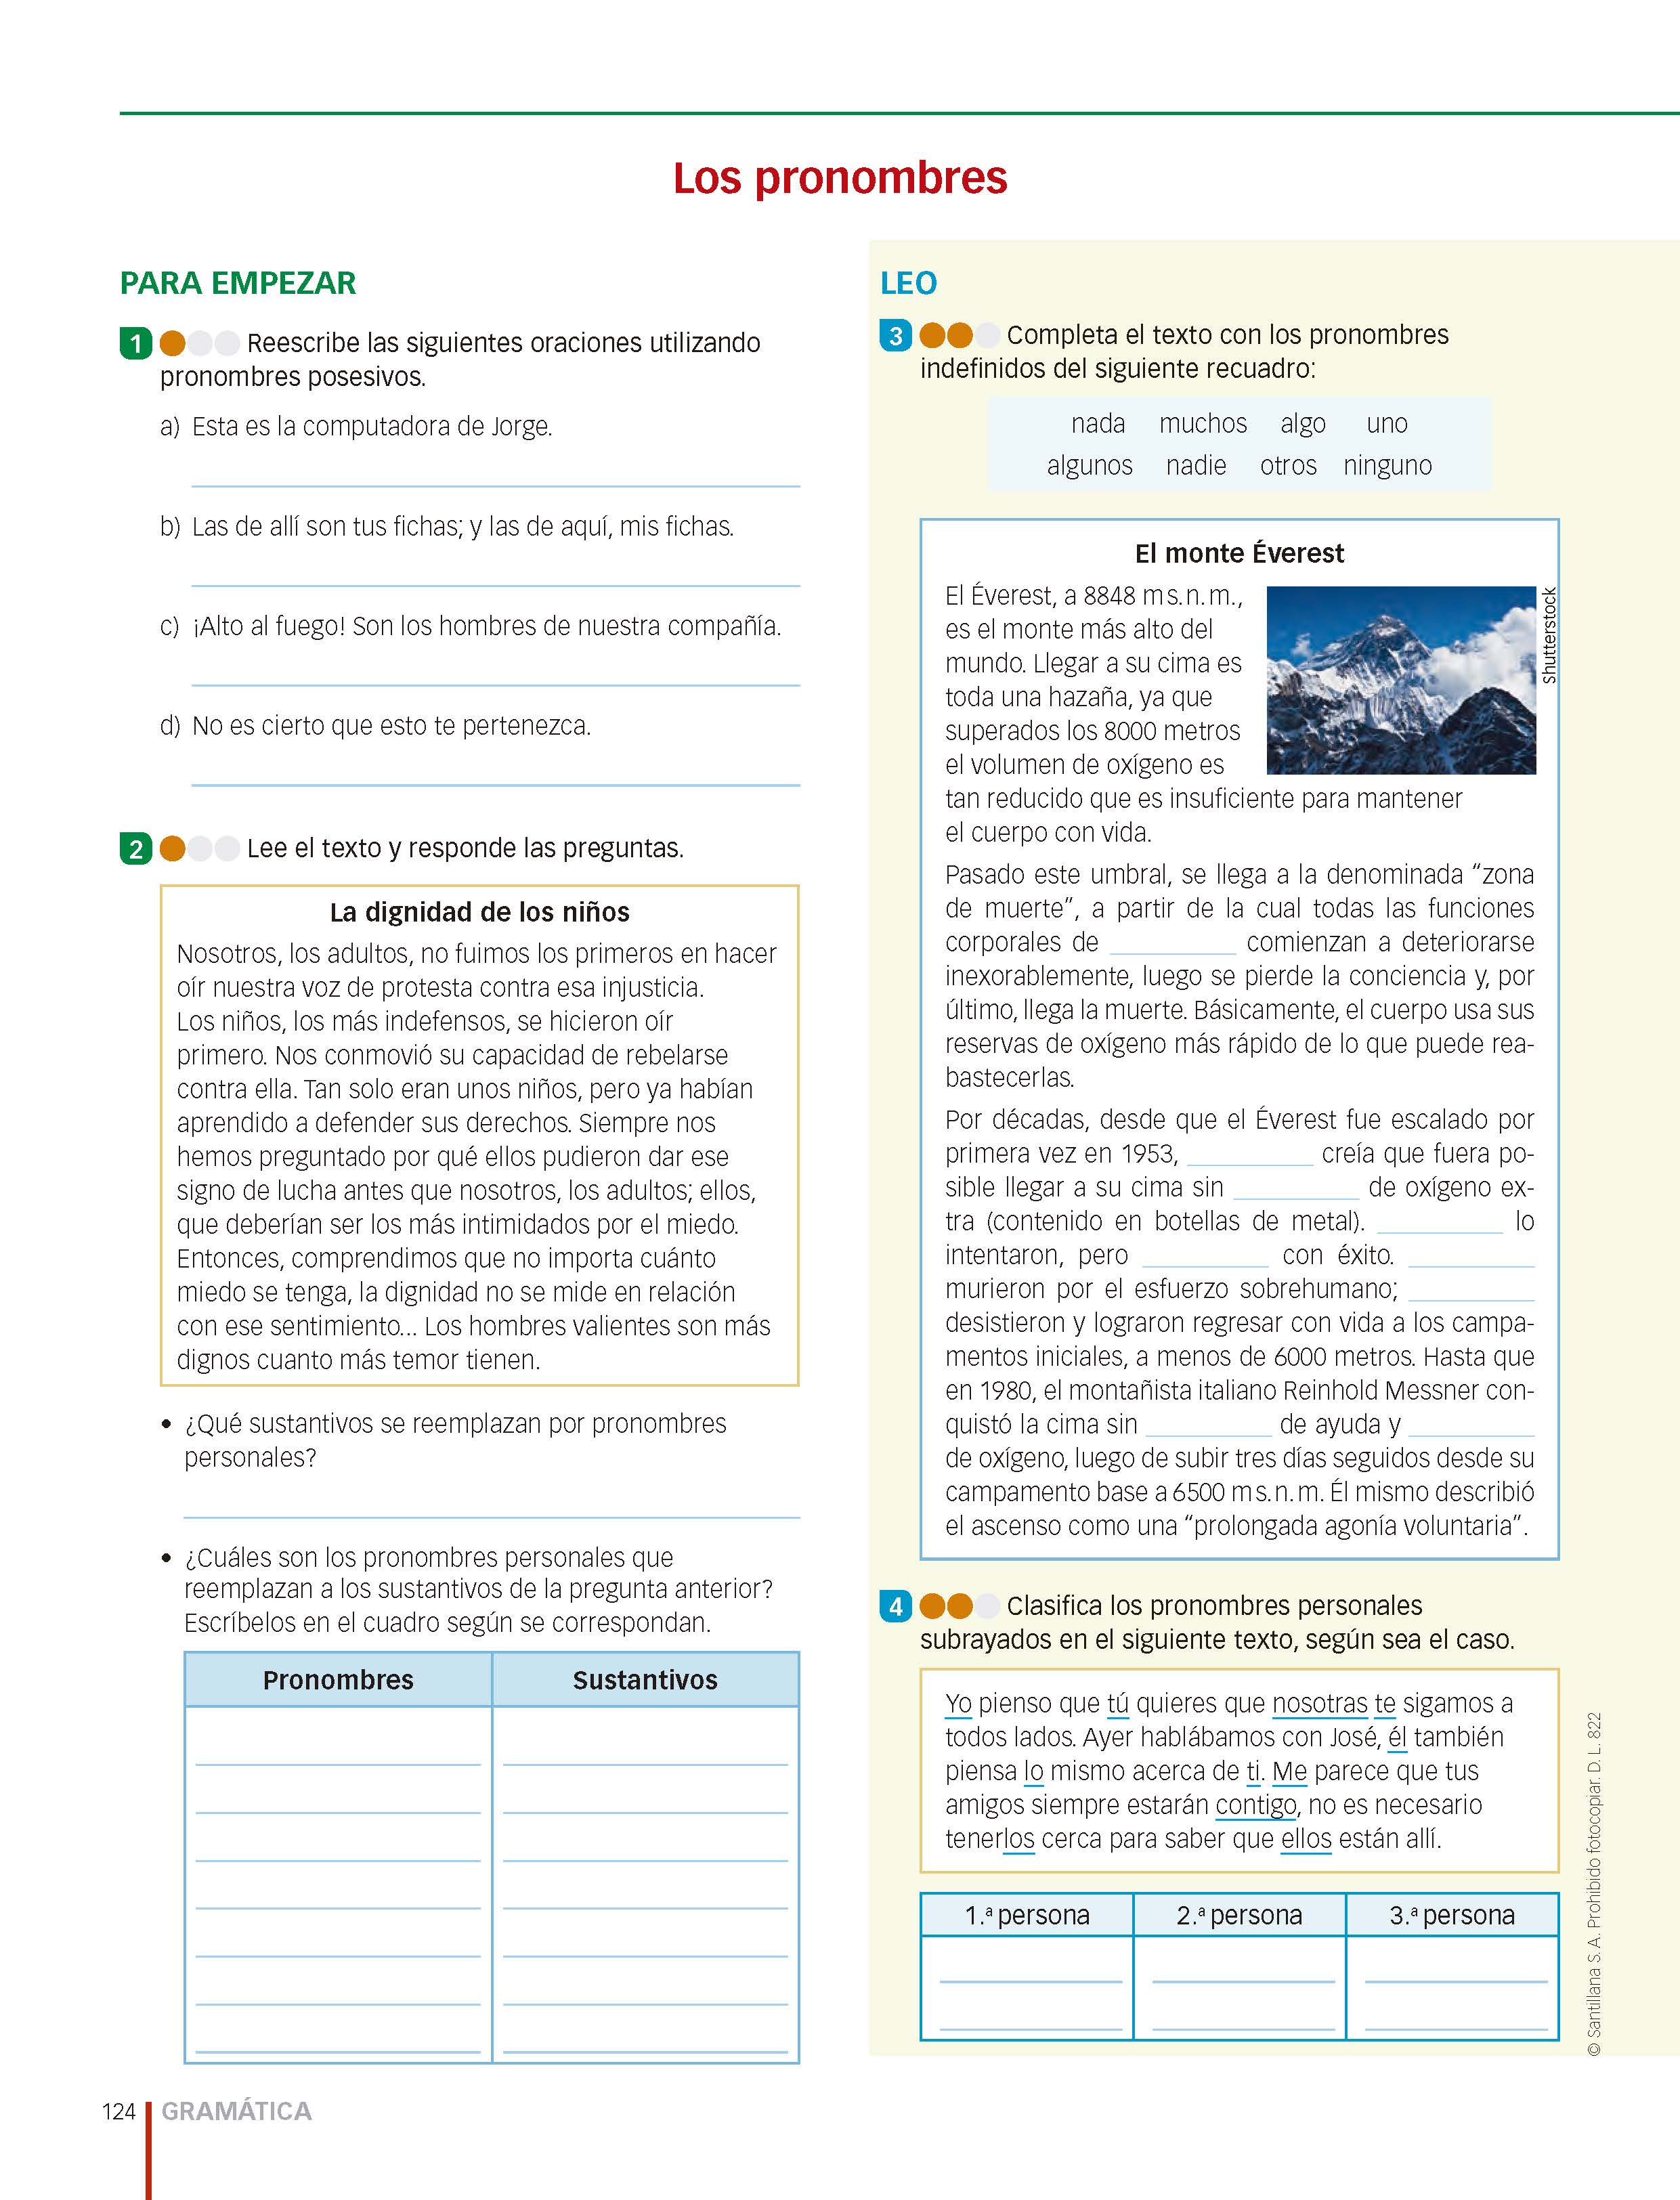 Los pronombres
PARA EMPEZAR
1 Reescribe las siguientes oraciones utilizando
pronombres posesivos.
a) Esta es la computadora de Jorge.
b) Las de allí son tus fichas; y las de aquí, mis fichas.
c) ¡Alto al fuego! Son los hombres de nuestra compañía.
d) No es cierto que esto te pertenezca.
2 Lee el texto y responde las preguntas.
La dignidad de los niños
Nosotros, los adultos, no fuimos los primeros en hacer
oír nuestra voz de protesta contra esa injusticia.
Los niños, los más indefensos, se hicieron oír
primero. Nos conmovió su capacidad de rebelarse
contra ella. Tan solo eran unos niños, pero ya habían
aprendido a defender sus derechos. Siempre nos
hemos preguntado por qué ellos pudieron dar ese
signo de lucha antes que nosotros, los adultos; ellos,
que deberían ser los más intimidados por el miedo.
Entonces, comprendimos que no importa cuánto
miedo se tenga, la dignidad no se mide en relación
con ese sentimiento... Los hombres valientes son más
dignos cuanto más temor tienen.
• ¿Qué sustantivos se reemplazan por pronombres
personales?
• ¿Cuáles son los pronombres personales que
reemplazan a los sustantivos de la pregunta anterior?
Escríbelos en el cuadro según se correspondan.
Pronombres Sustantivos
LEO
3 Completa el texto con los pronombres
indefinidos del siguiente recuadro:
nada muchos algo uno
algunos nadie otros ninguno
El monte Éverest
El Éverest, a 8848 m s. n. m.,
es el monte más alto del
mundo. Llegar a su cima es
toda una hazaña, ya que
superados los 8000 metros
el volumen de oxígeno es
tan reducido que es insuficiente para mantener
el cuerpo con vida.
shutterstock
Pasado este umbral, se llega a la denominada “zona
de muerte”, a partir de la cual todas las funciones
corporales de __________ comienzan a deteriorarse
inexorablemente, luego se pierde la conciencia y, por
último, llega la muerte. Básicamente, el cuerpo usa sus
reservas de oxígeno más rápido de lo que puede rea-
bastecerlas.
Por décadas, desde que el Éverest fue escalado por
primera vez en 1953, __________ creía que fuera po-
sible llegar a su cima sin __________ de oxígeno ex-
tra (contenido en botellas de metal). __________ lo
intentaron, pero __________ con éxito. __________
murieron por el esfuerzo sobrehumano; __________
desistieron y lograron regresar con vida a los campa-
mentos iniciales, a menos de 6000 metros. Hasta que
en 1980, el montañista italiano Reinhold Messner con-
quistó la cima sin __________ de ayuda y __________
de oxígeno, luego de subir tres días seguidos desde su
campamento base a 6500 m s. n. m. Él mismo describió
el ascenso como una “prolongada agonía voluntaria”.
4 Clasifica los pronombres personales
subrayados en el siguiente texto, según sea el caso.
Yo pienso que tú quieres que nosotras te sigamos a
todos lados. Ayer hablábamos con José, él también
piensa lo mismo acerca de ti. Me parece que tus
amigos siempre estarán contigo, no es necesario
tenerlos cerca para saber que ellos están allí.
1.ª persona 2.ª persona 3.ª persona
© Santillana S. A. Prohibido fotocopiar. D. L. 822
124 GRAMÁTICA